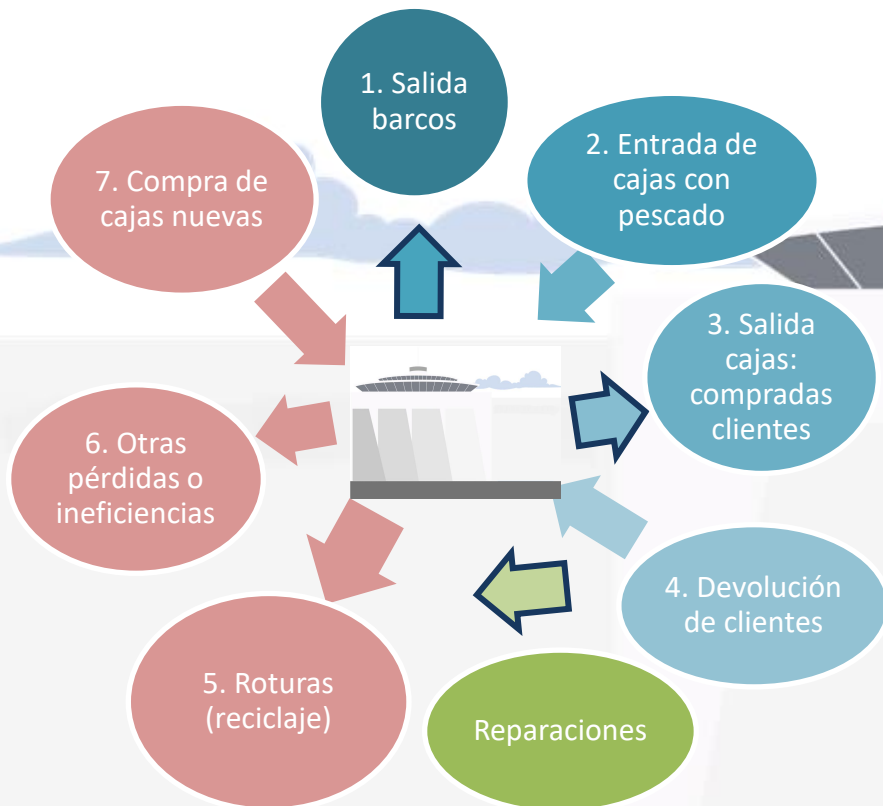 1. Salida
barcos
2. Entrada de
cajas con
pescado
3. Salida
cajas:
compradas
clientes
4. Devolución
de clientes
Reparaciones
5. Roturas
(reciclaje)
6. Otras
pérdidas o
ineficiencias
7. Compra de
cajas nuevas